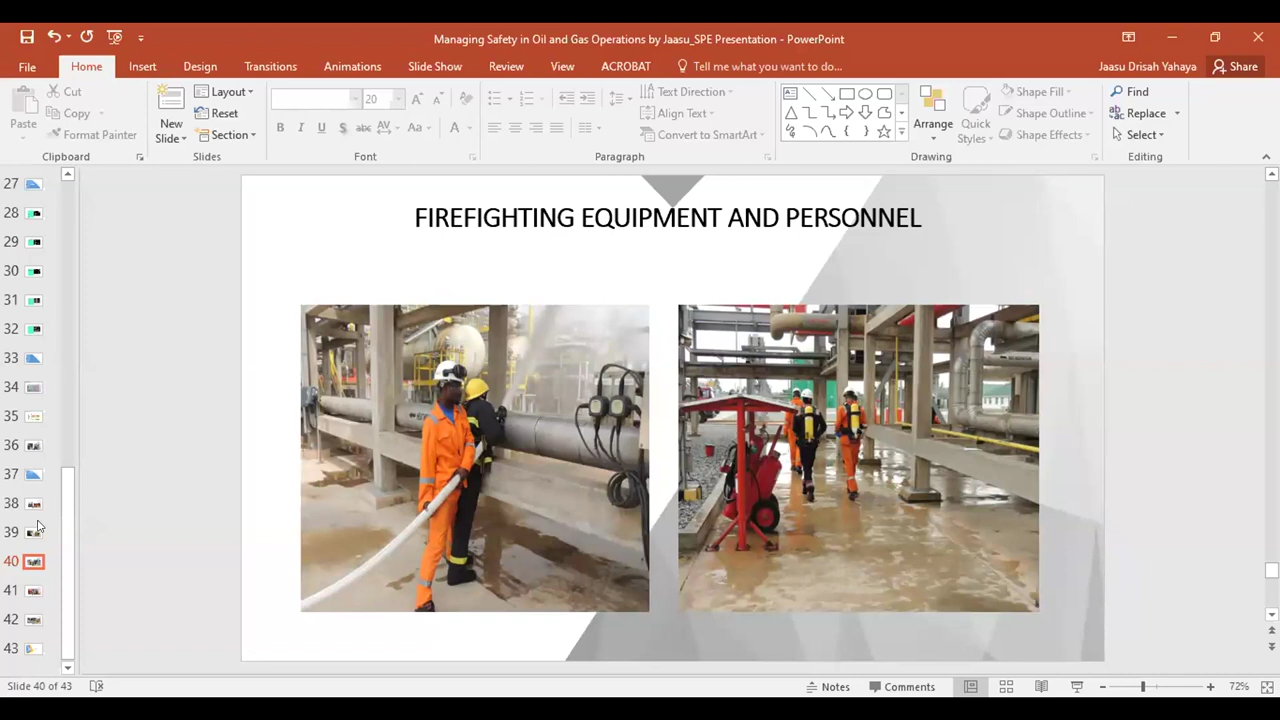 Managing Safety in Oil and Gas Operations by Jaasu_SPE Presentation - PowerPoint
File Home Insert Design Transitions Animations Slide Show Review View ACROBAT Tell me what you want to do... Jaasu Drisah Yahaya Share
Paste
Cut
Copy
Format Painter
Clipboard
New Slide
Layout
Reset
Section
Slides
20
B I U S abc AV Aa A
Font
Text Direction
Align Text
Convert to SmartArt
Paragraph
Arrange
Quick Styles
Shape Fill
Shape Outline
Shape Effects
Drawing
Find
Replace
Select
Editing
27
28
29
30
31
32
33
34
35
36
37
38
39
40
41
42
43
FIREFIGHTING EQUIPMENT AND PERSONNEL
Slide 40 of 43 Notes Comments 72%